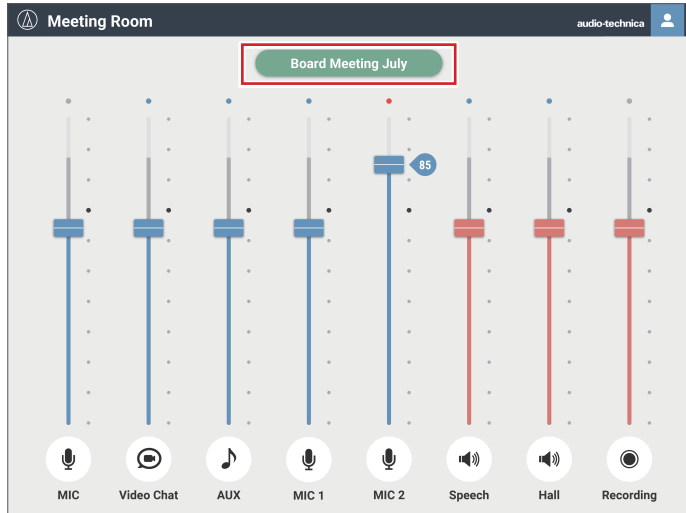 Meeting Room
audio-technica
Board Meeting July
85
MIC
Video Chat
AUX
MIC 1
MIC 2
Speech
Hall
Recording